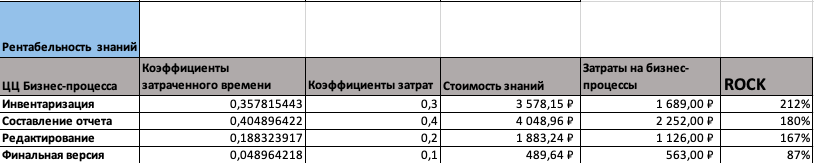 Рентабельность знаний
ЦЦ Бизнес-процесса Коэффициенты затраченного времени Коэффициенты затрат Стоимость знаний Затраты на бизнес-процессы ROCK
Инвентаризация 0,357815443 0,3 3 578,15 ₽ 1 689,00 ₽ 212%
Составление отчета 0,404896422 0,4 4 048,96 ₽ 2 252,00 ₽ 180%
Редактирование 0,188323917 0,2 1 883,24 ₽ 1 126,00 ₽ 167%
Финальная версия 0,048964218 0,1 489,64 ₽ 563,00 ₽ 87%